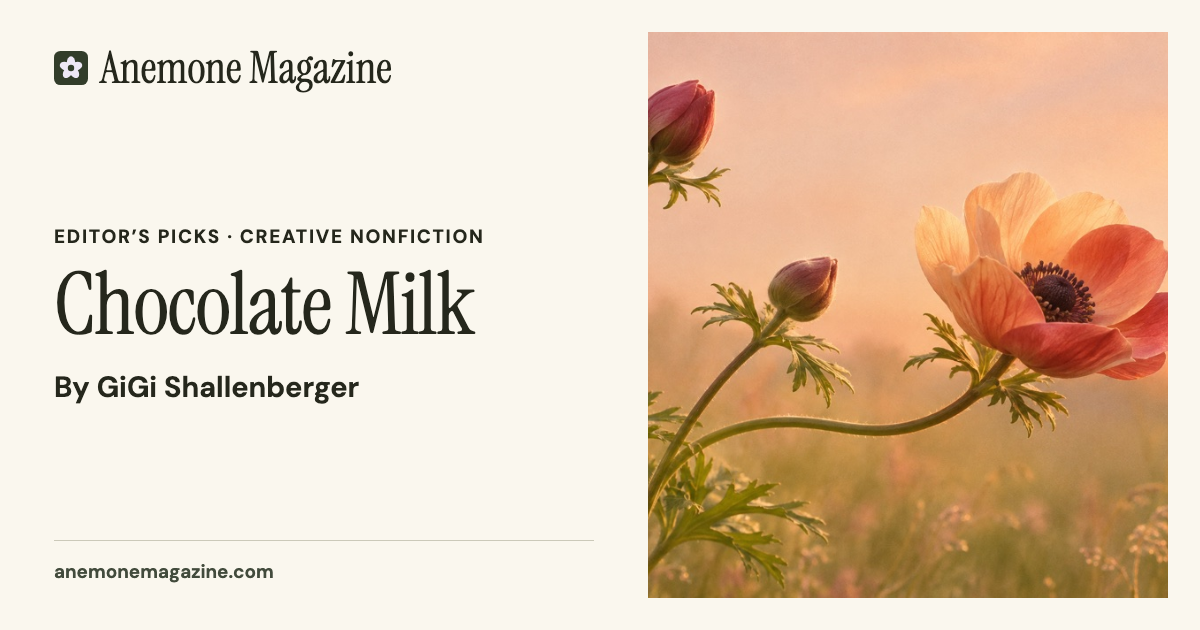 Anemone Magazine
EDITOR’S PICKS · CREATIVE NONFICTION
Chocolate Milk
By GiGi Shallenberger
anemonemagazine.com